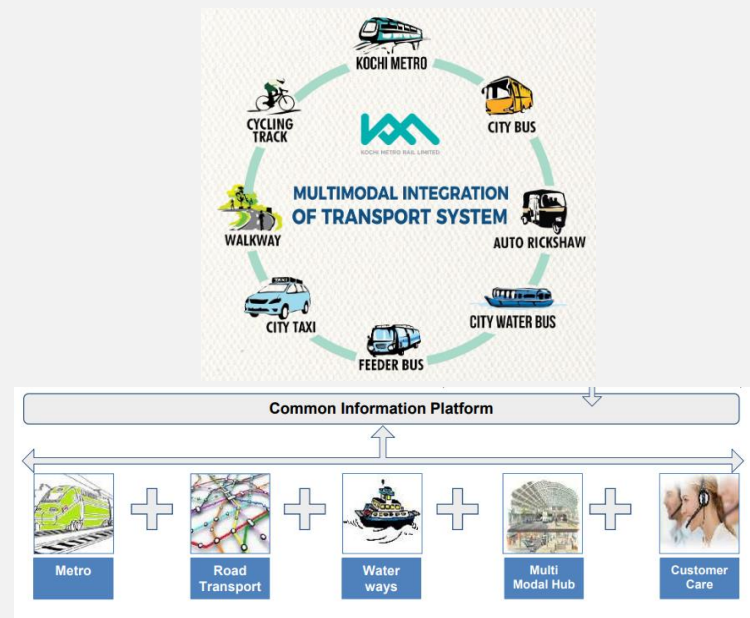 KOCHI METRO
CITY BUS
AUTO RICKSHAW
CITY WATER BUS
FEEDER BUS
CITY TAXI
WALKWAY
CYCLING
TRACK
KOCHI METRO RAIL LIMITED
MULTIMODAL INTEGRATION
OF TRANSPORT SYSTEM
Common Information Platform
Metro
Road
Transport
Water
ways
Multi
Modal Hub
Customer
Care